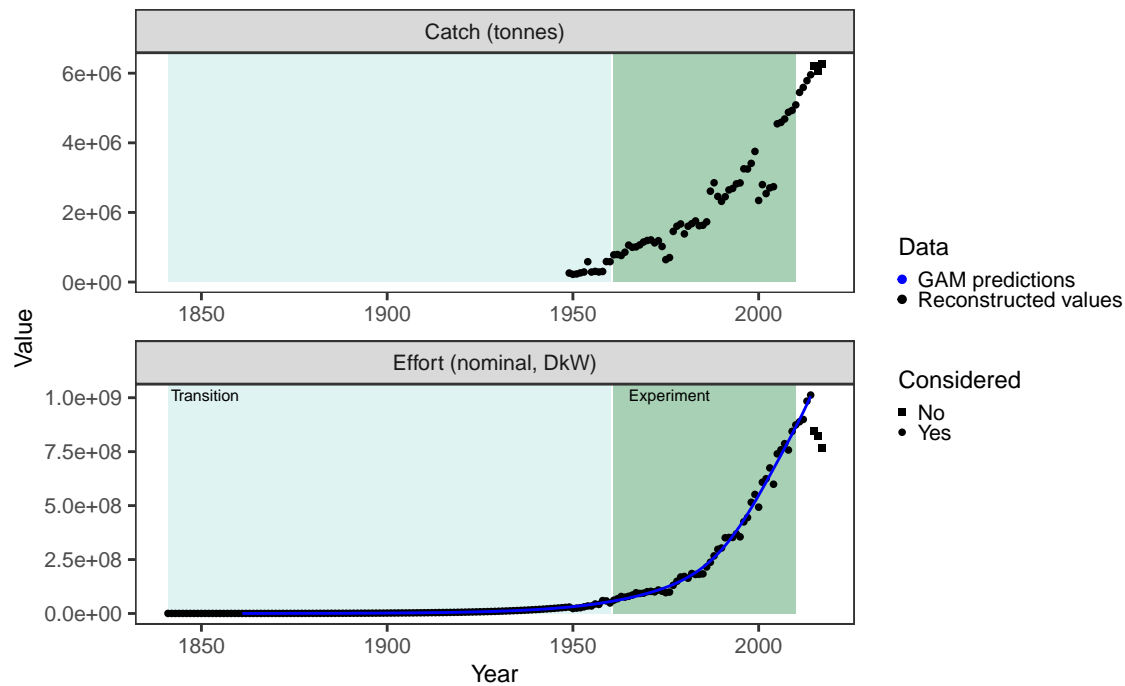 Catch (tonnes)
6e+06
4e+06
2e+06
0e+00
1850 1900 1950 2000
Value
Effort (nominal, DkW)
Transition Experiment
1.0e+09
7.5e+08
5.0e+08
2.5e+08
0.0e+00
1850 1900 1950 2000
Year
Data
GAM predictions
Reconstructed values
Considered
No
Yes